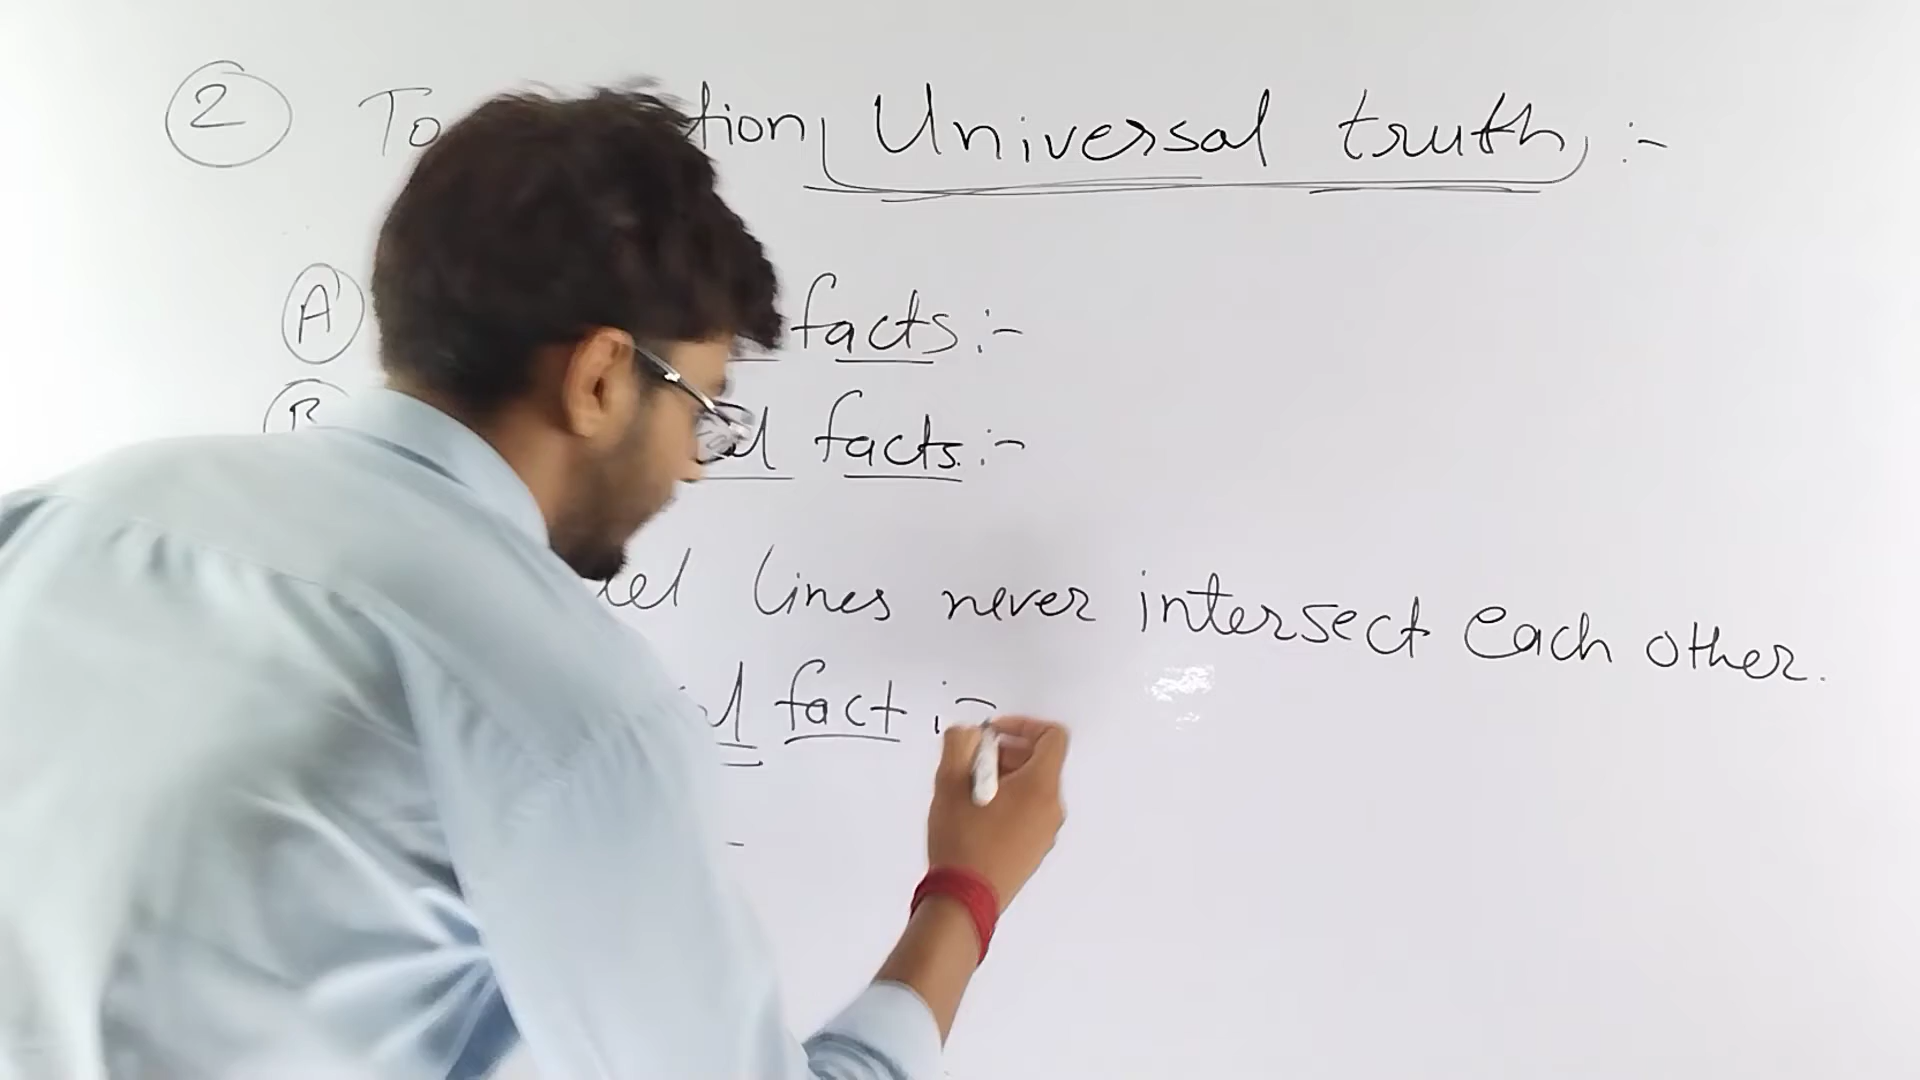 ② To tion Universal truth :-
Ⓐ facts :-
Ⓑ facts :-
lines never intersect each other.
fact :-
-